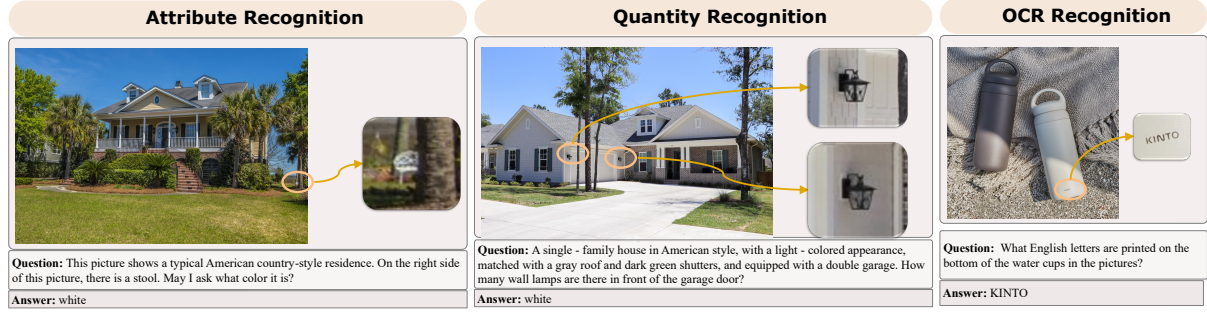 Attribute Recognition
Question: This picture shows a typical American country-style residence. On the right side
of this picture, there is a stool. May I ask what color it is?
Answer: white
Quantity Recognition
Question: A single - family house in American style, with a light - colored appearance,
matched with a gray roof and dark green shutters, and equipped with a double garage. How
many wall lamps are there in front of the garage door?
Answer: white
OCR Recognition
KINTO
Question: What English letters are printed on the
bottom of the water cups in the pictures?
Answer: KINTO